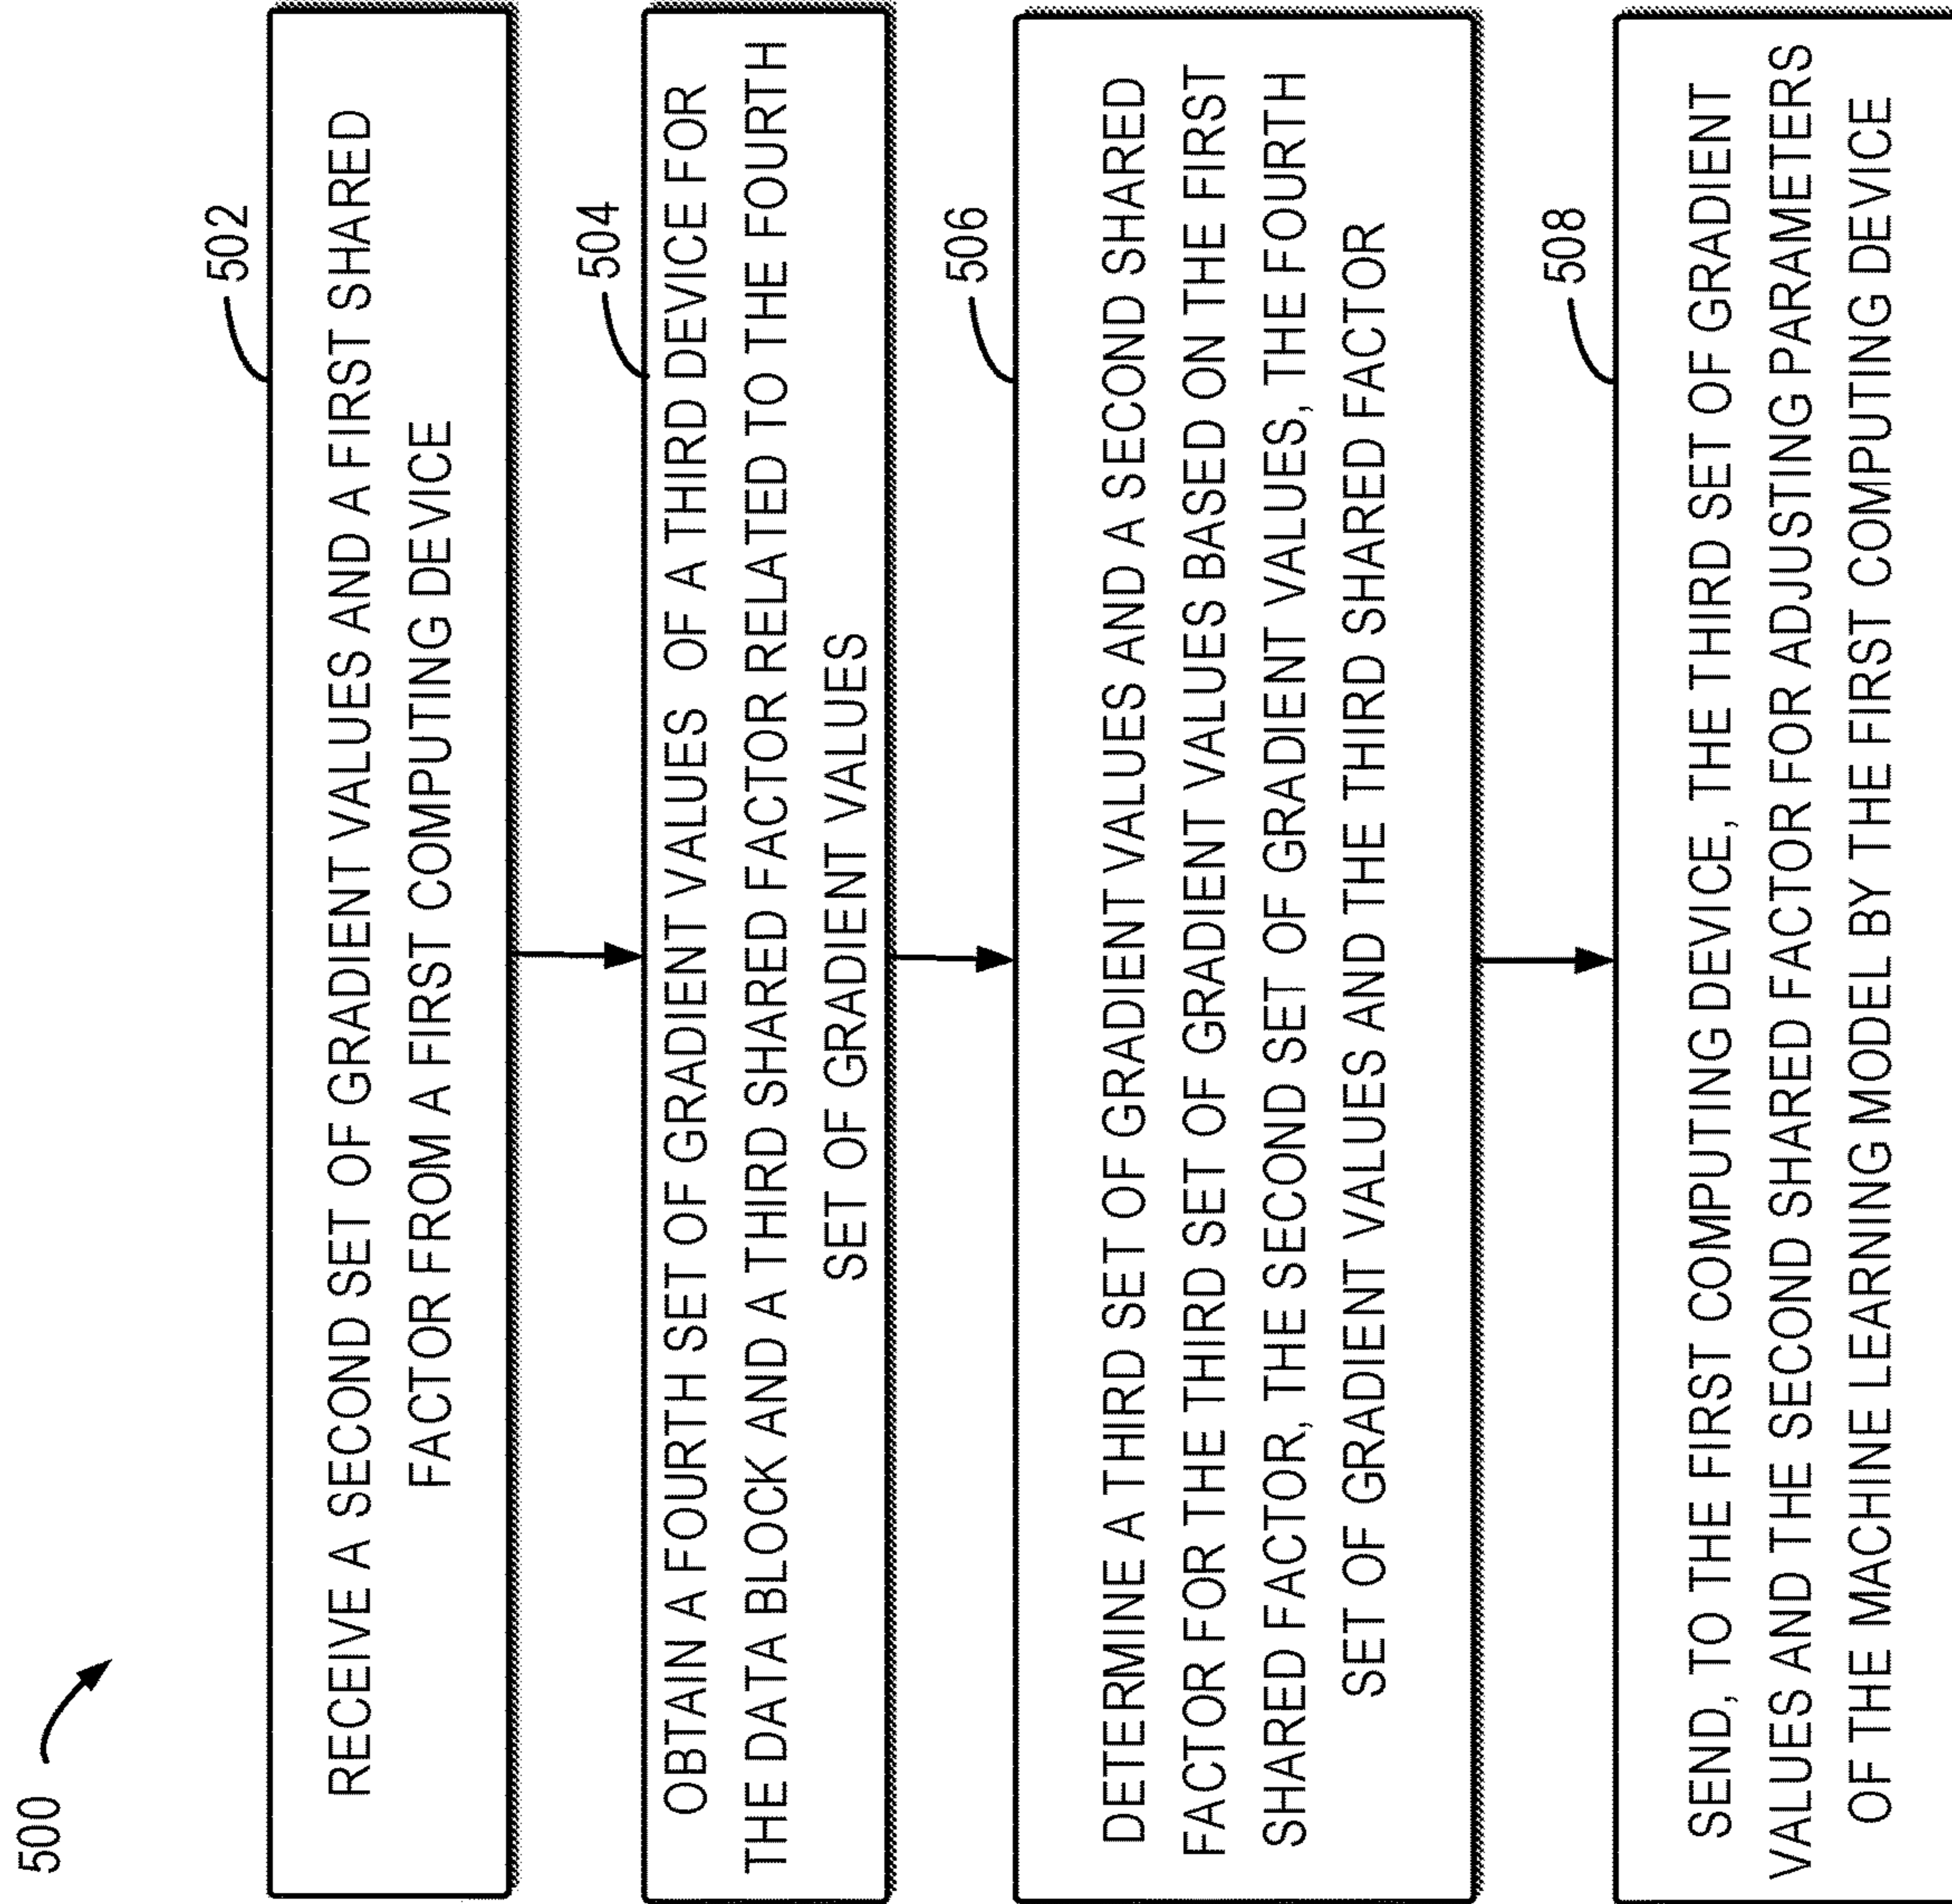 500
502
RECEIVE A SECOND SET OF GRADIENT VALUES AND A FIRST SHARED
FACTOR FROM A FIRST COMPUTING DEVICE
504
OBTAIN A FOURTH SET OF GRADIENT VALUES OF A THIRD DEVICE FOR
THE DATA BLOCK AND A THIRD SHARED FACTOR RELATED TO THE FOURTH
SET OF GRADIENT VALUES
506
DETERMINE A THIRD SET OF GRADIENT VALUES AND A SECOND SHARED
FACTOR FOR THE THIRD SET OF GRADIENT VALUES BASED ON THE FIRST
SHARED FACTOR, THE SECOND SET OF GRADIENT VALUES, THE FOURTH
SET OF GRADIENT VALUES AND THE THIRD SHARED FACTOR
508
SEND, TO THE FIRST COMPUTING DEVICE, THE THIRD SET OF GRADIENT
VALUES AND THE SECOND SHARED FACTOR FOR ADJUSTING PARAMETERS
OF THE MACHINE LEARNING MODEL BY THE FIRST COMPUTING DEVICE